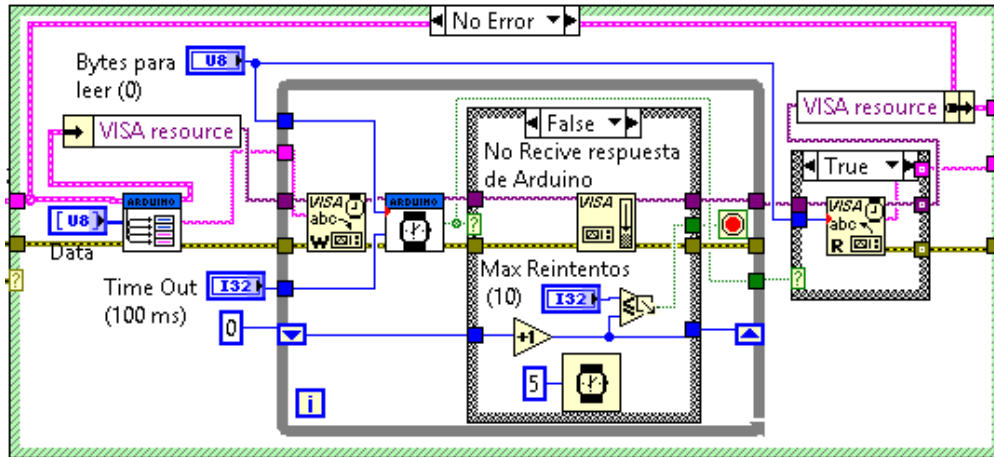 No Error
Bytes para
leer (0)
U8
VISA resource
ARDUINO
[U8]
Data
Time Out
(100 ms)
I32
0
VISA
abc
W
ARDUINO
i
False
No Recive respuesta
de Arduino
VISA
?
Max Reintentos
(10)
I32
+1
5
VISA resource
True
VISA
abc
R
?
?